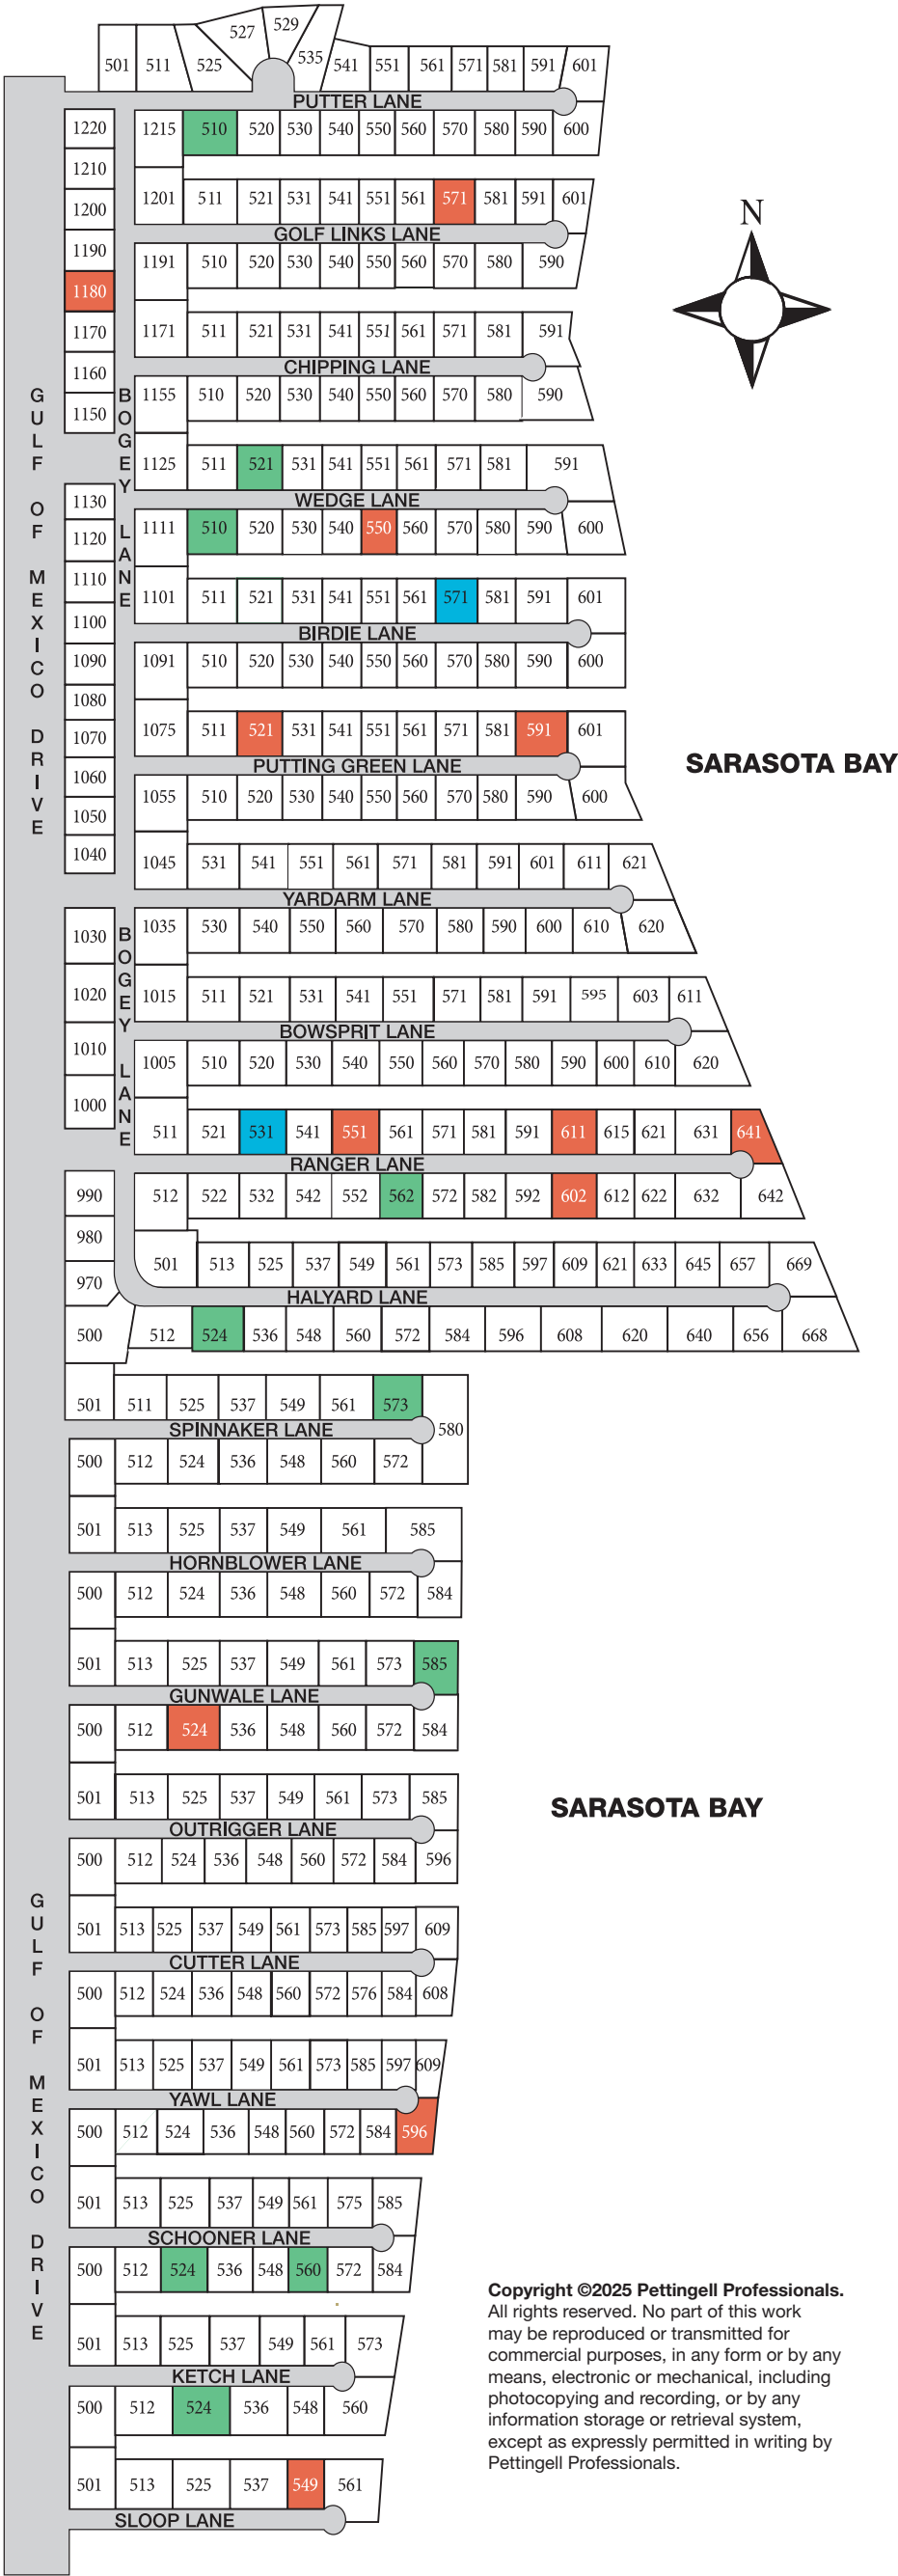 527 529
501 511 525 535 541 551 561 571 581 591 601
PUTTER LANE
1220 1215 510 520 530 540 550 560 570 580 590 600
1210
1200 1201 511 521 531 541 551 561 571 581 591 601
N
GOLF LINKS LANE
1190 1191 510 520 530 540 550 560 570 580 590
1180
1170 1171 511 521 531 541 551 561 571 581 591
1160 CHIPPING LANE
1150 1155 510 520 530 540 550 560 570 580 590
GULF OF MEXICO DRIVE
BOGEY LANE
1125 511 521 531 541 551 561 571 581 591
WEDGE LANE
1130
1120 1111 510 520 530 540 550 560 570 580 590 600
1110 1101 511 521 531 541 551 561 571 581 591 601
1100 BIRDIE LANE
1090 1091 510 520 530 540 550 560 570 580 590 600
1080
1070 1075 511 521 531 541 551 561 571 581 591 601
PUTTING GREEN LANE
SARASOTA BAY
1060
1050 1055 510 520 530 540 550 560 570 580 590 600
1040 1045 531 541 551 561 571 581 591 601 611 621
YARDARM LANE
1030 1035 530 540 550 560 570 580 590 600 610 620
BOGEY LANE
1020 1015 511 521 531 541 551 571 581 591 595 603 611
BOWSPRIT LANE
1010 1005 510 520 530 540 550 560 570 580 590 600 610 620
1000
511 521 531 541 551 561 571 581 591 611 615 621 631 641
RANGER LANE
990 512 522 532 542 552 562 572 582 592 602 612 622 632 642
980
970 501 513 525 537 549 561 573 585 597 609 621 633 645 657 669
HALYARD LANE
500 512 524 536 548 560 572 584 596 608 620 640 656 668
501 511 525 537 549 561 573
SPINNAKER LANE 580
500 512 524 536 548 560 572
501 513 525 537 549 561 585
HORNBLOWER LANE
500 512 524 536 548 560 572 584
501 513 525 537 549 561 573 585
GUNWALE LANE
500 512 524 536 548 560 572 584
501 513 525 537 549 561 573 585
SARASOTA BAY
OUTRIGGER LANE
500 512 524 536 548 560 572 584 596
GULF OF MEXICO DRIVE
501 513 525 537 549 561 573 585 597 609
CUTTER LANE
500 512 524 536 548 560 572 576 584 608
501 513 525 537 549 561 573 585 597 609
YAWL LANE
500 512 524 536 548 560 572 584 596
501 513 525 537 549 561 575 585
SCHOONER LANE
500 512 524 536 548 560 572 584
501 513 525 537 549 561 573
KETCH LANE
500 512 524 536 548 560
501 513 525 537 549 561
SLOOP LANE
Copyright ©2025 Pettingell Professionals.
All rights reserved. No part of this work
may be reproduced or transmitted for
commercial purposes, in any form or by any
means, electronic or mechanical, including
photocopying and recording, or by any
information storage or retrieval system,
except as expressly permitted in writing by
Pettingell Professionals.